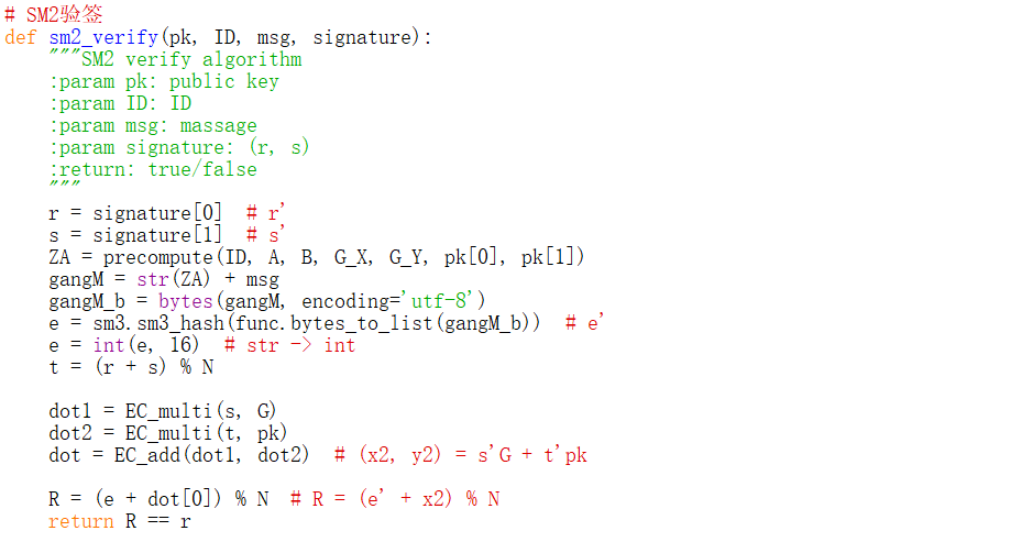 # SM2验签
def sm2_verify(pk, ID, msg, signature):
    """SM2 verify algorithm
    :param pk: public key
    :param ID: ID
    :param msg: massage
    :param signature: (r, s)
    :return: true/false
    """
    r = signature[0]  # r'
    s = signature[1]  # s'
    ZA = precompute(ID, A, B, G_X, G_Y, pk[0], pk[1])
    gangM = str(ZA) + msg
    gangM_b = bytes(gangM, encoding='utf-8')
    e = sm3.sm3_hash(func.bytes_to_list(gangM_b))  # e'
    e = int(e, 16)  # str -> int
    t = (r + s) % N
    dot1 = EC_multi(s, G)
    dot2 = EC_multi(t, pk)
    dot = EC_add(dot1, dot2)  # (x2, y2) = s'G + t'pk
    R = (e + dot[0]) % N  # R = (e' + x2) % N
    return R == r